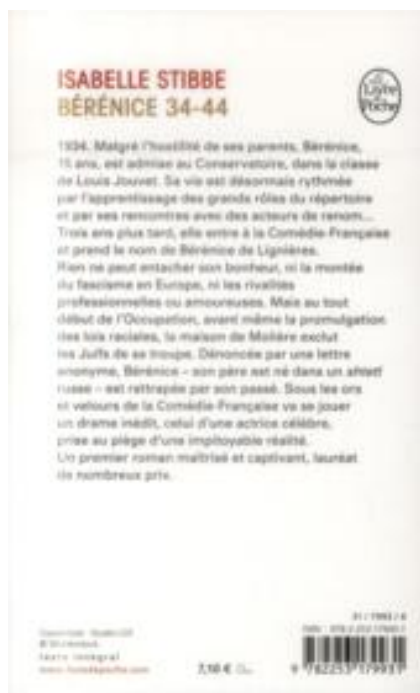 ISABELLE STIBBE
BÉRÉNICE 34-44
Le Livre de Poche
1934. Malgré l'hostilité de ses parents, Bérénice,
15 ans, est admise au Conservatoire, dans la classe
de Louis Jouvet. Sa vie est désormais rythmée
par l'apprentissage des grands rôles du répertoire
et par ses rencontres avec des acteurs de renom...
Trois ans plus tard, elle entre à la Comédie-Française
et prend le nom de Bérénice de Lignières.
Rien ne peut entacher son bonheur, ni la montée
du fascisme en Europe, ni les rivalités
professionnelles ou amoureuses. Mais au tout
début de l'Occupation, avant même la promulgation
des lois raciales, la maison de Molière exclut
les Juifs de sa troupe. Dénoncée par une lettre
anonyme, Bérénice – son père est né dans un shtetl
russe – est rattrapée par son passé. Sous les ors
et velours de la Comédie-Française va se jouer
un drame inédit, celui d'une actrice célèbre,
prise au piège d'une impitoyable réalité.
Un premier roman maîtrisé et captivant, lauréat
de nombreux prix.
texte intégral
www.livredepoche.com
7,10 €
9 782253 179931